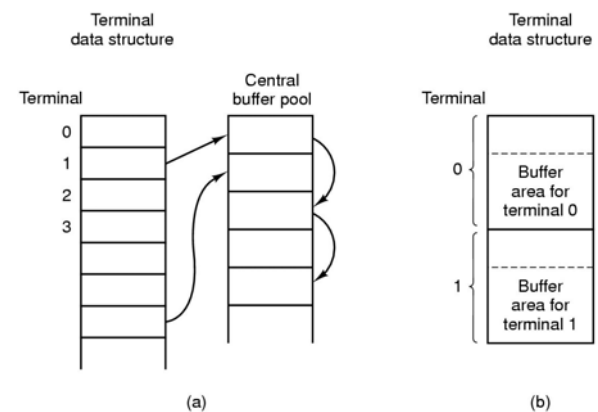 Terminal
data structure
Central
buffer pool
Terminal
0
1
2
3
(a)
Terminal
data structure
Terminal
0
Buffer
area for
terminal 0
1
Buffer
area for
terminal 1
(b)